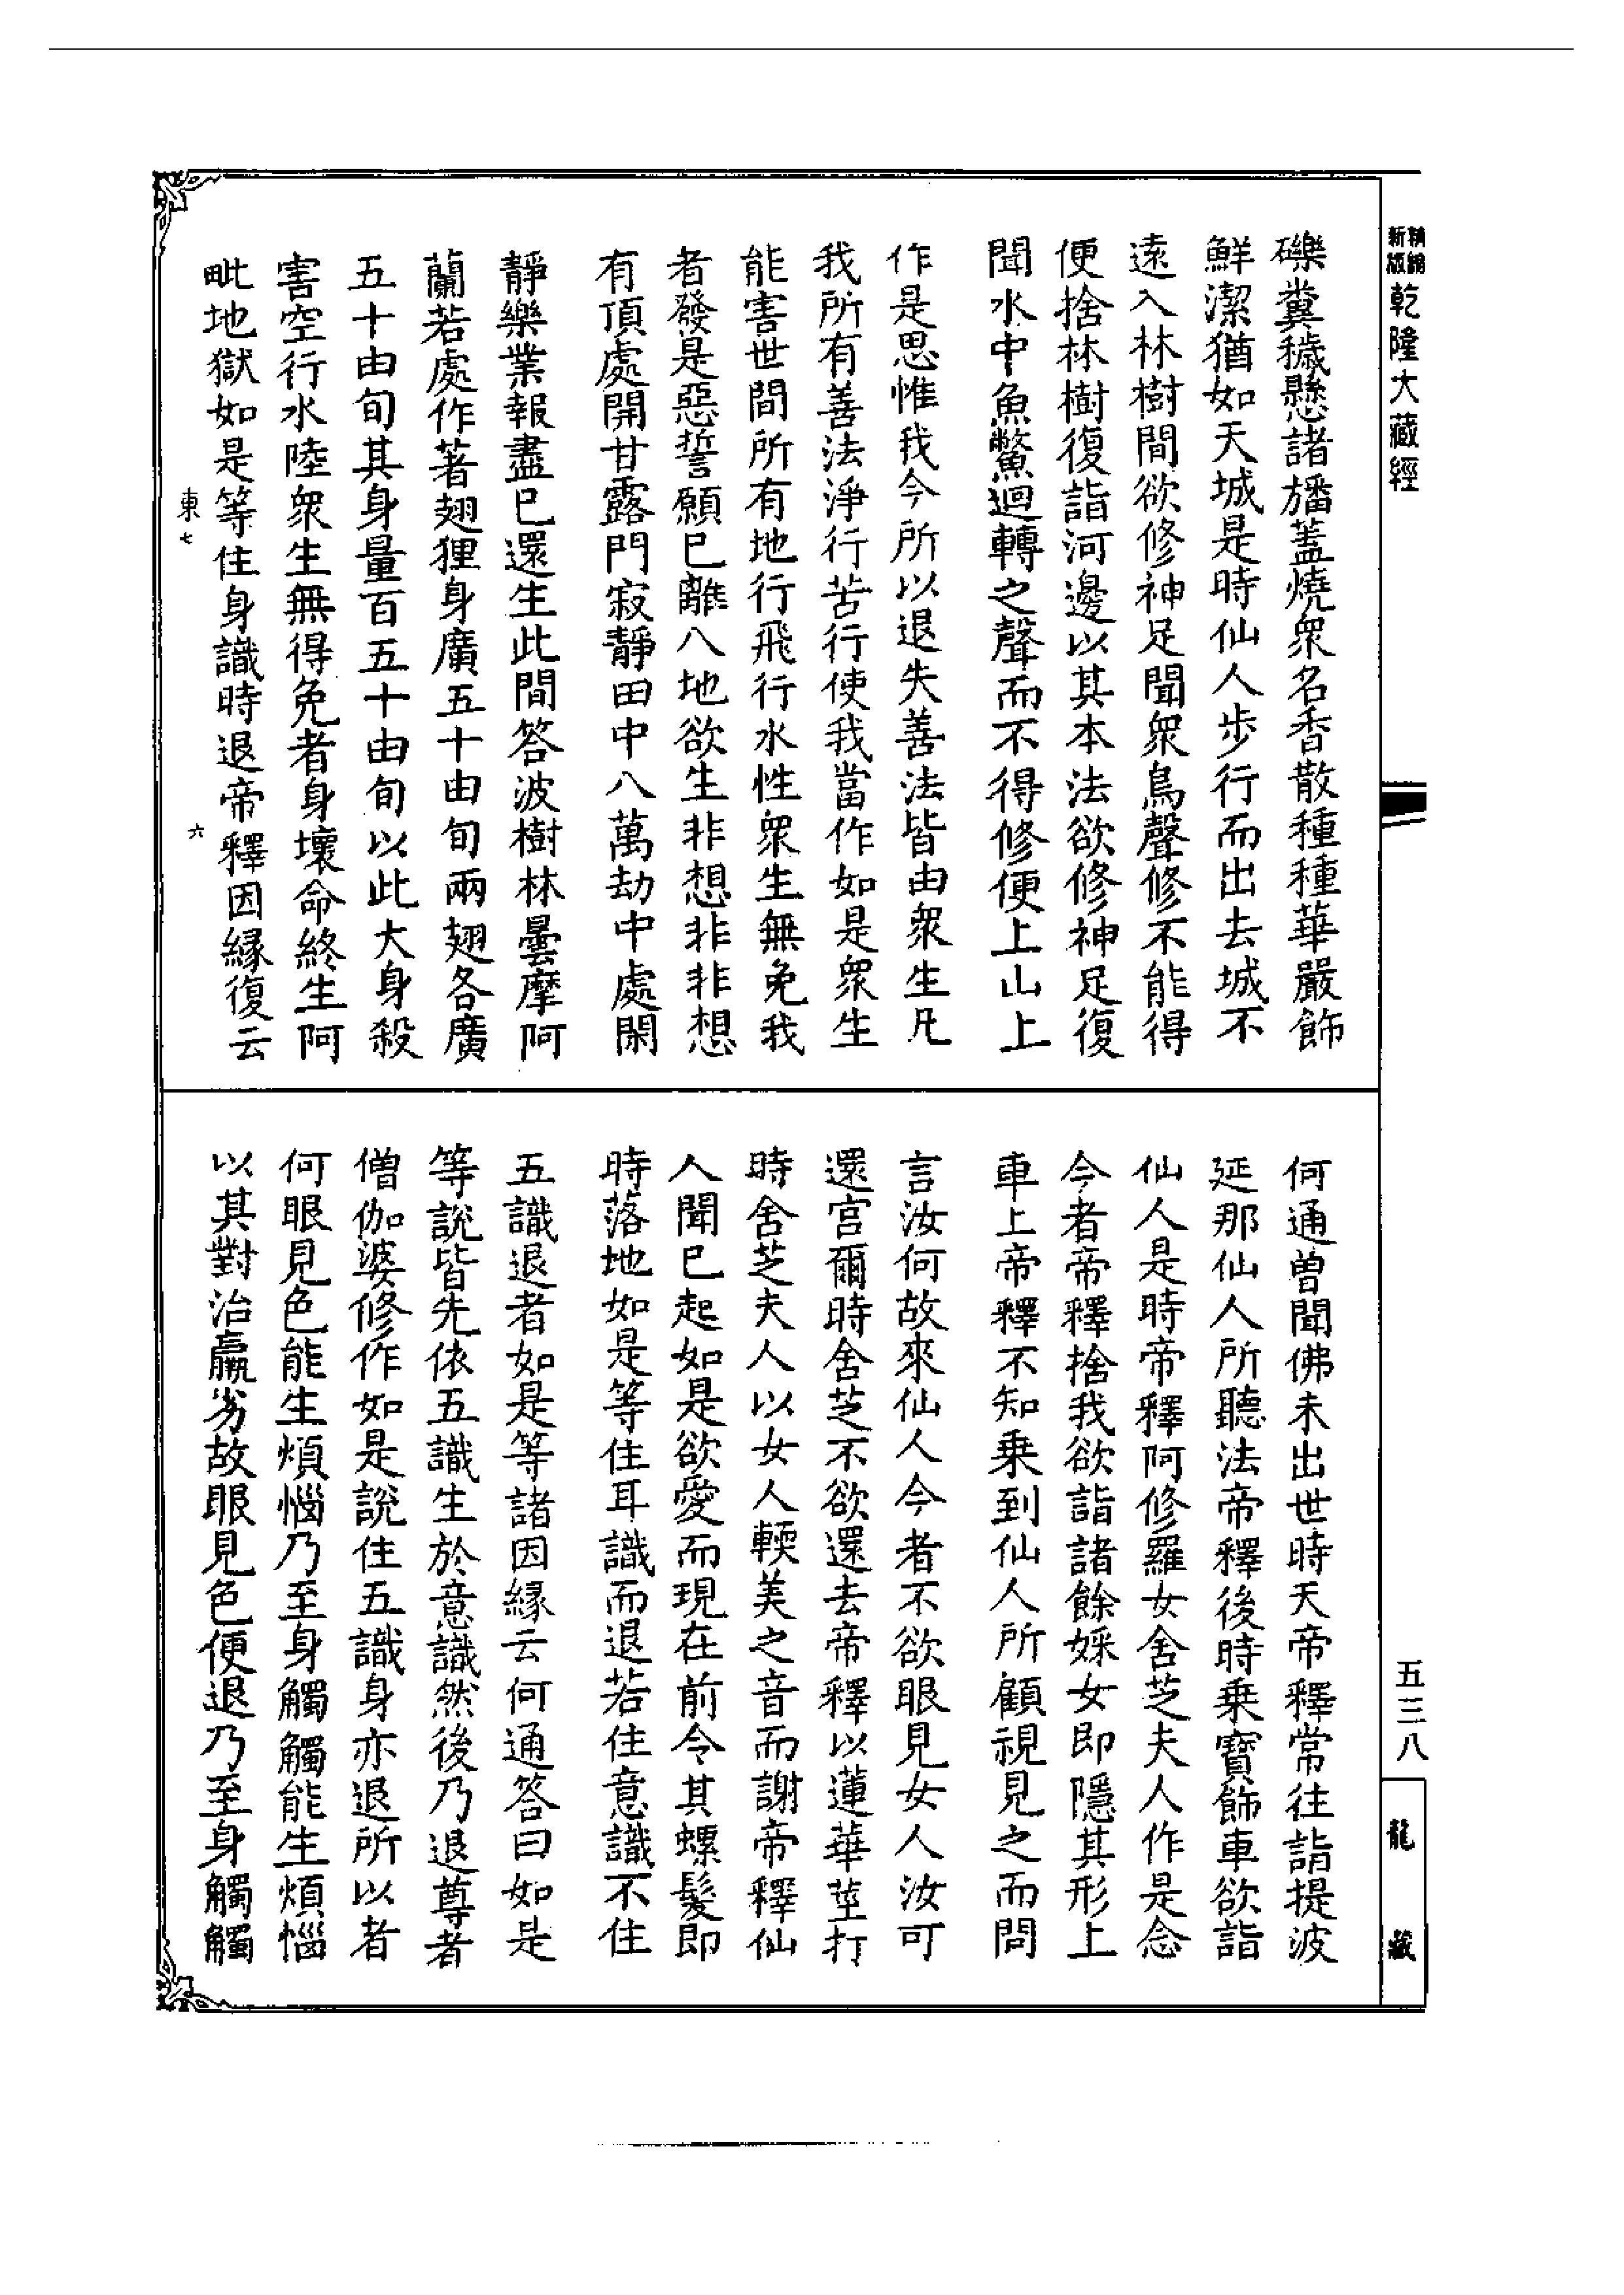 新編縮版乾隆大藏經
礫糞穢懸諸旙蓋燒衆名香散種種華嚴飾
鮮潔猶如天城是時仙人步行而出去城不
遠入林樹間欲修神足聞衆鳥聲修不能得
便捨林樹復詣河邊以其本法欲修神足復
聞水中魚鱉迴轉之聲而不得修便上山上
作是思惟我今所以退失善法皆由衆生凡
我所有善法淨行苦行使我當作如是衆生
能害世間所有地行飛行水性衆生無免我
者發是惡誓願已離八地欲生非想非非想
有頂處開甘露門寂靜田中八萬劫中處閑
靜樂業報盡已還生此間答波樹林曇摩阿
蘭若處作著翅狸身廣五十由旬兩翅各廣
五十由旬其身量百五十由旬以此大身殺
害空行水陸衆生無得免者身壞命終生阿
毗地獄如是等住身識時退帝釋因緣復云
東七
六
何通曾聞佛未出世時天帝釋常往詣提波
延那仙人所聽法帝釋後時乘寶飾車欲詣
仙人是時帝釋阿修羅女舍芝夫人作是念
今者帝釋捨我欲詣諸餘婇女即隱其形上
車上帝釋不知乘到仙人所顧視見之而問
言汝何故來仙人今者不欲眼見女人汝可
還宮爾時舍芝不欲還去帝釋以蓮華莖打
時舍芝夫人以女人輭美之音而謝帝釋仙
人聞已起如是欲愛而現在前令其螺髮即
時落地如是等住耳識而退若住意識不住
五識退者如是等諸因緣云何通答曰如是
等說皆先依五識生於意識然後乃退尊者
僧伽婆修作如是說住五識身亦退所以者
何眼見色能生煩惱乃至身觸觸能生煩惱
以其對治羸劣故眼見色便退乃至身觸觸
五三八
龍藏